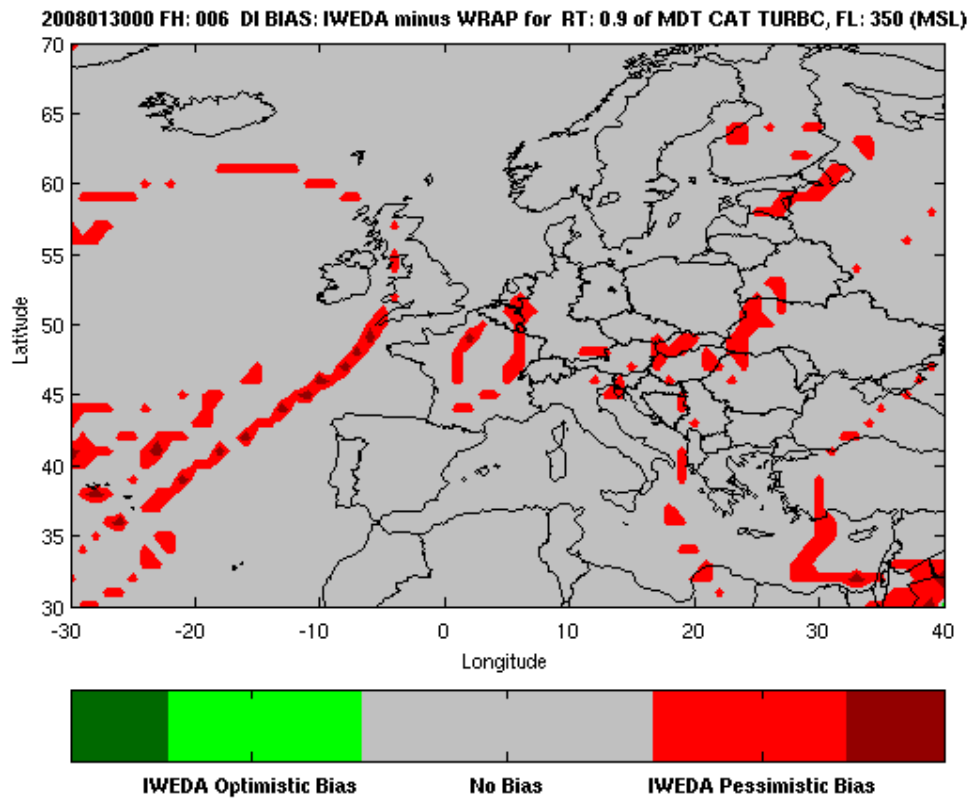 2008013000 FH: 006 DI BIAS: IWEDA minus WRAP for RT: 0.9 of MDT CAT TURBC, FL: 350 (MSL)
70
65
60
55
50
45
40
35
30
Latitude
-30 -20 -10 0 10 20 30 40
Longitude
IWEDA Optimistic Bias No Bias IWEDA Pessimistic Bias